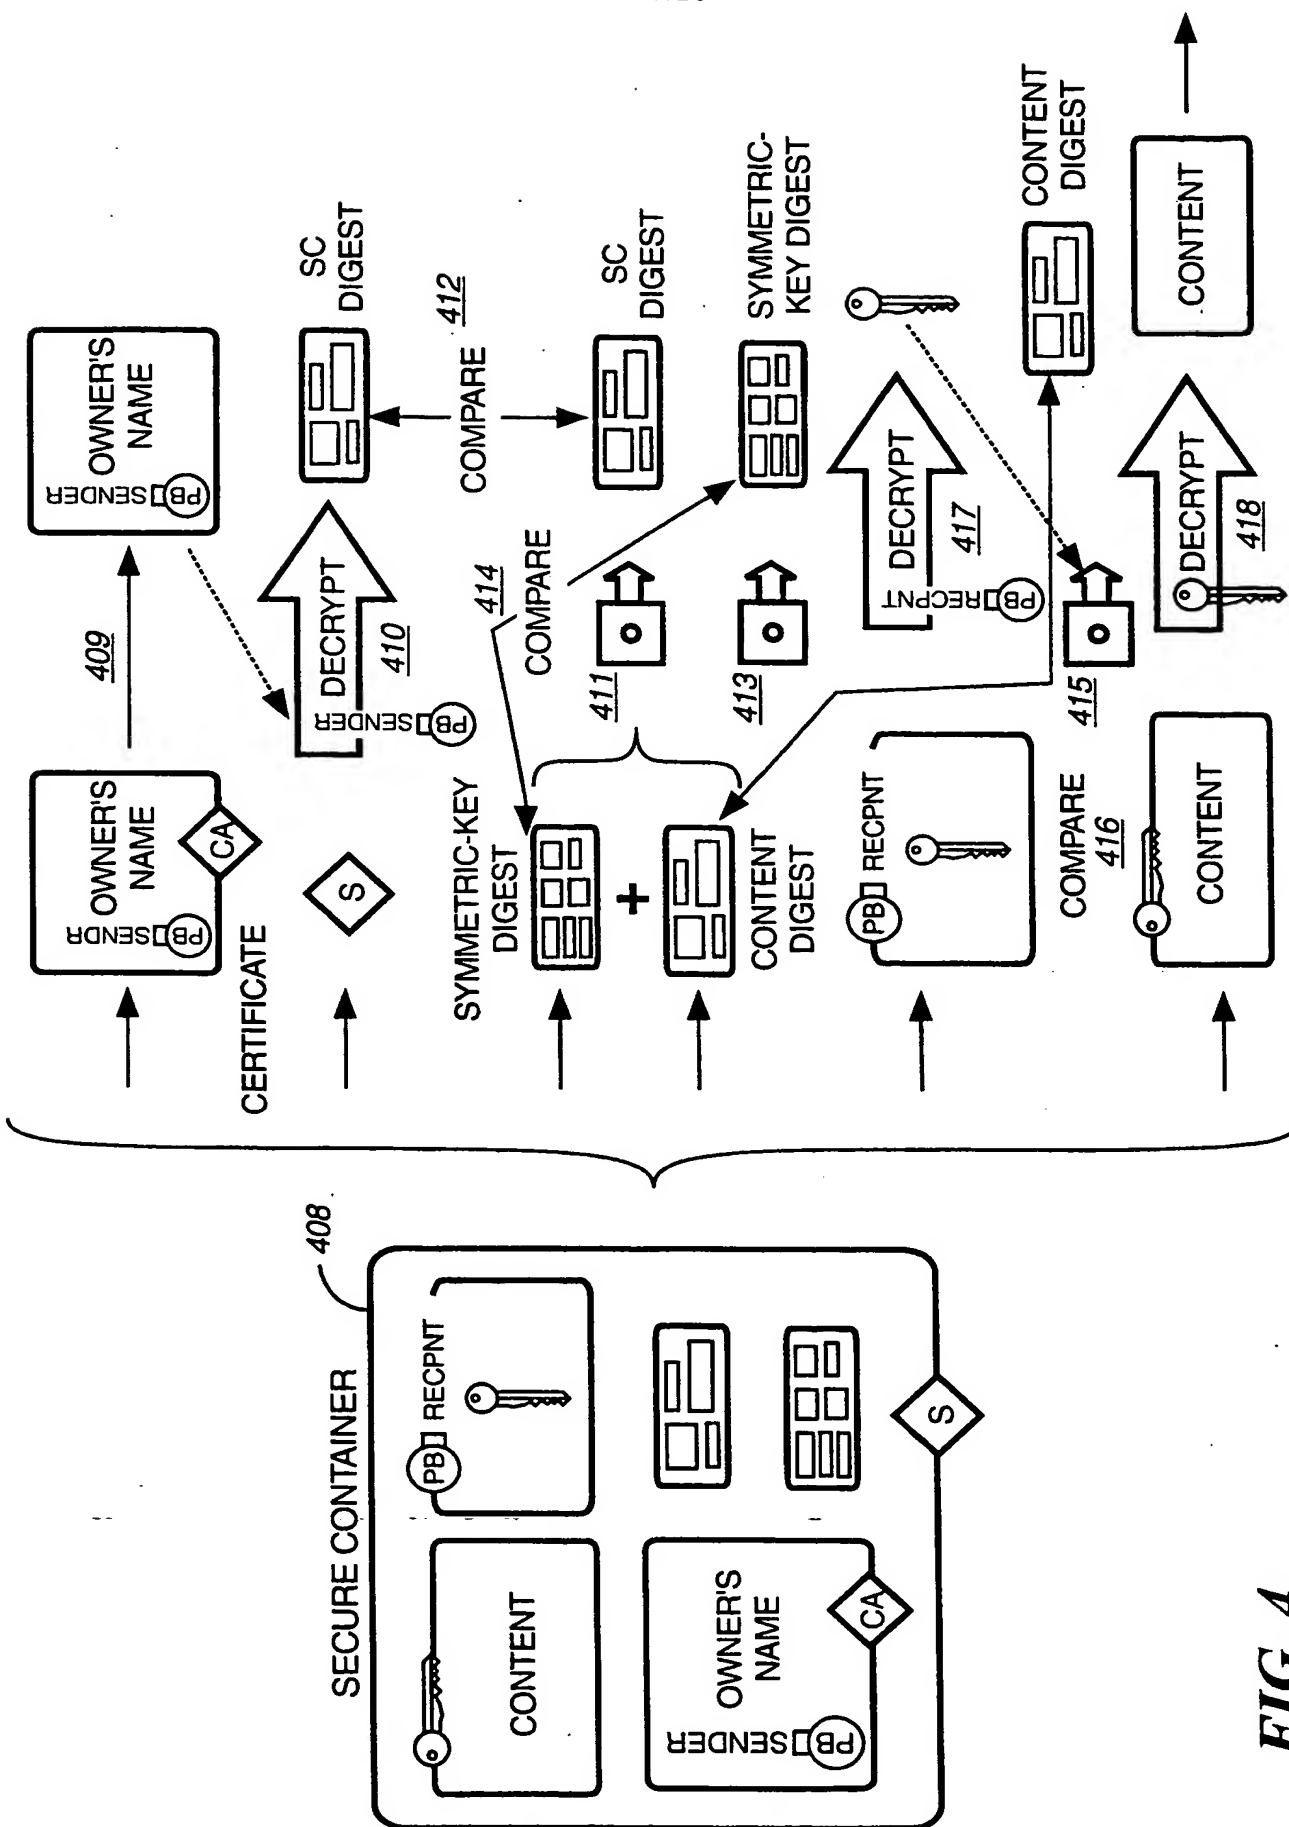 SECURE CONTAINER
408
CONTENT
PB RECPNT
OWNER'S
NAME
PB SENDER
CA
S
OWNER'S
NAME
PB SENDR
CA
CERTIFICATE
409
OWNER'S
NAME
PB SENDER
S
PB SENDER
DECRYPT
410
SC
DIGEST
COMPARE 412
SYMMETRIC-KEY
DIGEST
+
CONTENT
DIGEST
COMPARE
414
411
SC
DIGEST
413
SYMMETRIC-
KEY DIGEST
PB RECPNT
PB RECPNT
DECRYPT
417
COMPARE
416
415
CONTENT
DIGEST
CONTENT
DECRYPT
418
CONTENT
FIG. 4